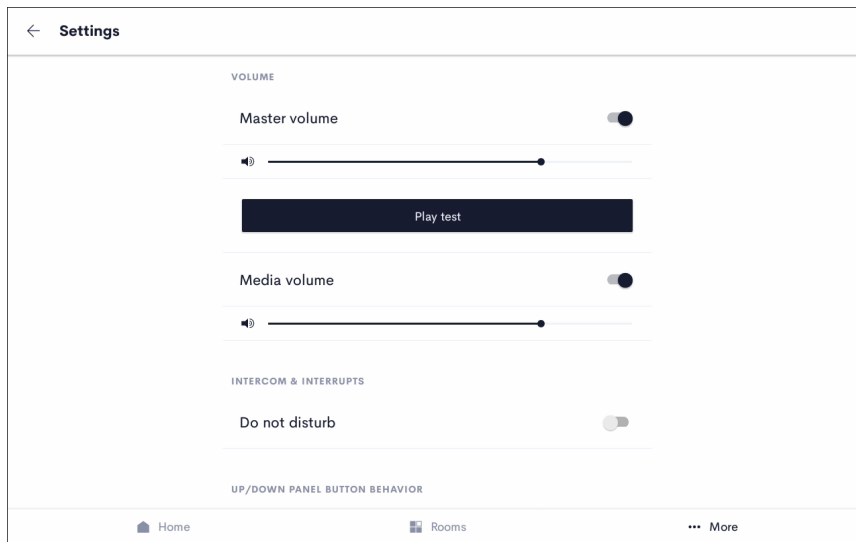 Settings
VOLUME
Master volume
Play test
Media volume
INTERCOM & INTERRUPTS
Do not disturb
UP/DOWN PANEL BUTTON BEHAVIOR
Home Rooms More